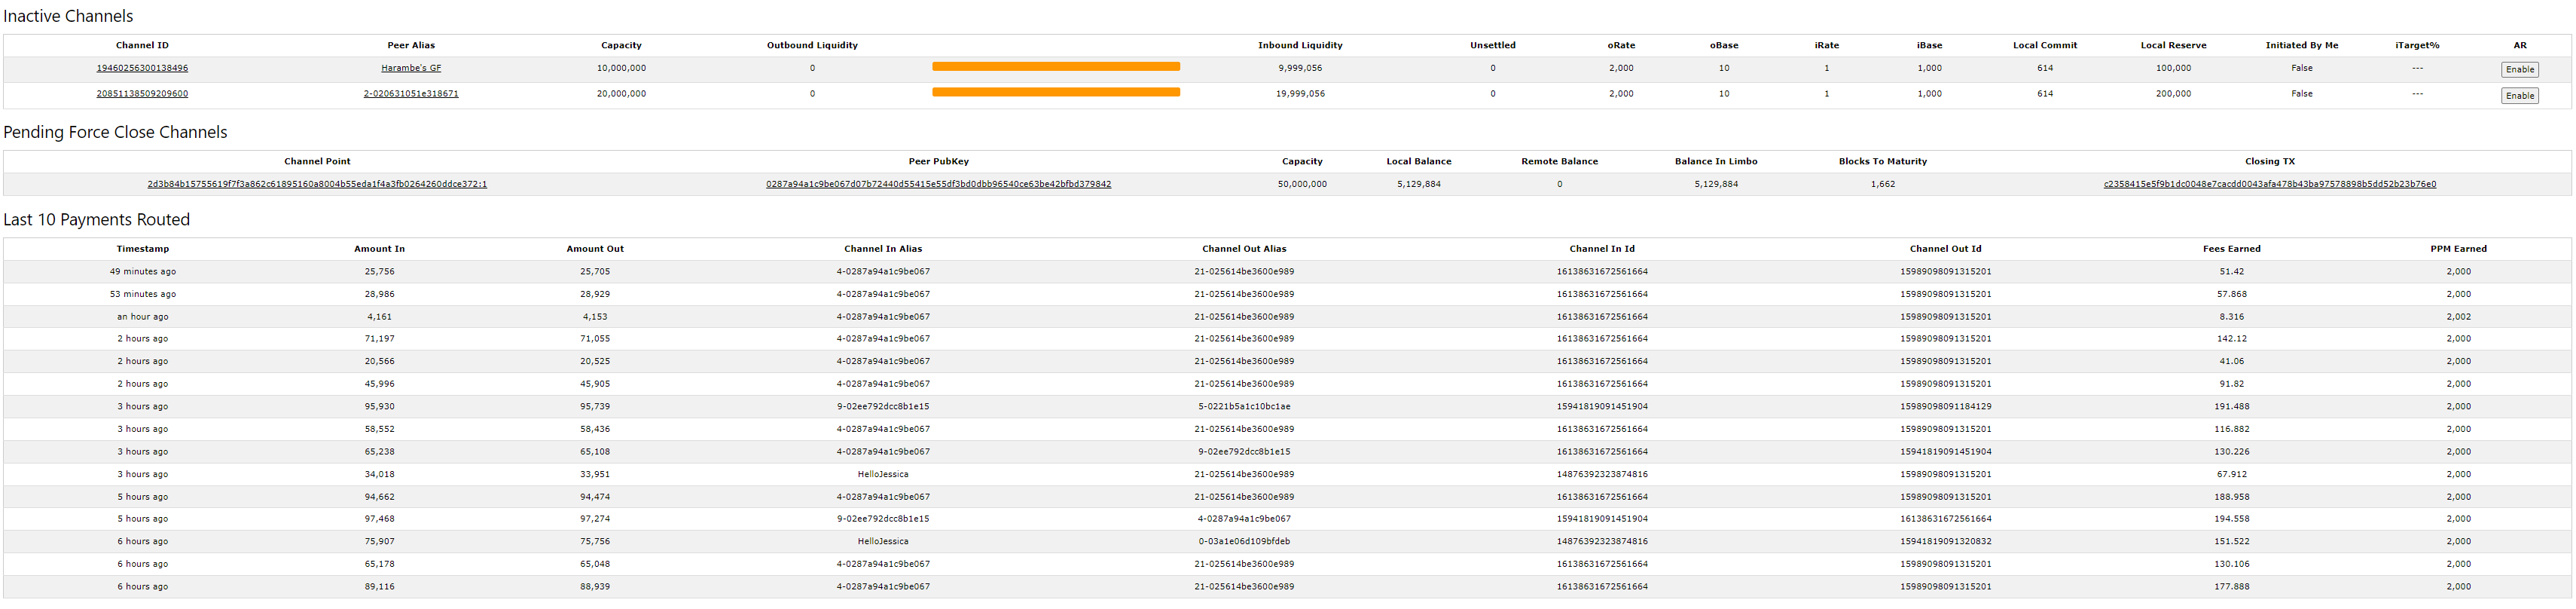 Inactive Channels
Channel ID Peer Alias Capacity Outbound Liquidity Inbound Liquidity Unsettled oRate oBase iRate iBase Local Commit Local Reserve Initiated By Me iTarget% AR
19460256300138496 Harambe's GF 10,000,000 0 9,999,056 0 2,000 10 1 1,000 614 100,000 False --- Enable
20851138509209600 2-020631051e318671 20,000,000 0 19,999,056 0 2,000 10 1 1,000 614 200,000 False --- Enable
Pending Force Close Channels
Channel Point Peer PubKey Capacity Local Balance Remote Balance Balance In Limbo Blocks To Maturity Closing TX
2d3b84b15755619f7f3a862c61895160a8004b55eda1f4a3fb0264260ddce372:1 0287a94a1c9be067d07b72440d55415e55df3bd0dbb96540ce63be42bfbd379842 50,000,000 5,129,884 0 5,129,884 1,662 c2358415e5f9b1dc0048e7cacdd0043afa478b43ba97578898b5dd52b23b76e0
Last 10 Payments Routed
Timestamp Amount In Amount Out Channel In Alias Channel Out Alias Channel In Id Channel Out Id Fees Earned PPM Earned
49 minutes ago 25,756 25,705 4-0287a94a1c9be067 21-025614be3600e989 16138631672561664 15989098091315201 51.42 2,000
53 minutes ago 28,986 28,929 4-0287a94a1c9be067 21-025614be3600e989 16138631672561664 15989098091315201 57.868 2,000
an hour ago 4,161 4,153 4-0287a94a1c9be067 21-025614be3600e989 16138631672561664 15989098091315201 8.316 2,002
2 hours ago 71,197 71,055 4-0287a94a1c9be067 21-025614be3600e989 16138631672561664 15989098091315201 142.12 2,000
2 hours ago 20,566 20,525 4-0287a94a1c9be067 21-025614be3600e989 16138631672561664 15989098091315201 41.06 2,000
2 hours ago 45,996 45,905 4-0287a94a1c9be067 21-025614be3600e989 16138631672561664 15989098091315201 91.82 2,000
3 hours ago 95,930 95,739 9-02ee792dcc8b1e15 5-0221b5a1c10bc1ae 15941819091451904 15989098091184129 191.488 2,000
3 hours ago 58,552 58,436 4-0287a94a1c9be067 21-025614be3600e989 16138631672561664 15989098091315201 116.882 2,000
3 hours ago 65,238 65,108 4-0287a94a1c9be067 9-02ee792dcc8b1e15 16138631672561664 15941819091451904 130.226 2,000
3 hours ago 34,018 33,951 HelloJessica 21-025614be3600e989 14876392323874816 15989098091315201 67.912 2,000
5 hours ago 94,662 94,474 4-0287a94a1c9be067 21-025614be3600e989 16138631672561664 15989098091315201 188.958 2,000
5 hours ago 97,468 97,274 9-02ee792dcc8b1e15 4-0287a94a1c9be067 15941819091451904 16138631672561664 194.558 2,000
6 hours ago 75,907 75,756 HelloJessica 0-03a1e06d109bfdeb 14876392323874816 15941819091320832 151.522 2,000
6 hours ago 65,178 65,048 4-0287a94a1c9be067 21-025614be3600e989 16138631672561664 15989098091315201 130.106 2,000
6 hours ago 89,116 88,939 4-0287a94a1c9be067 21-025614be3600e989 16138631672561664 15989098091315201 177.888 2,000